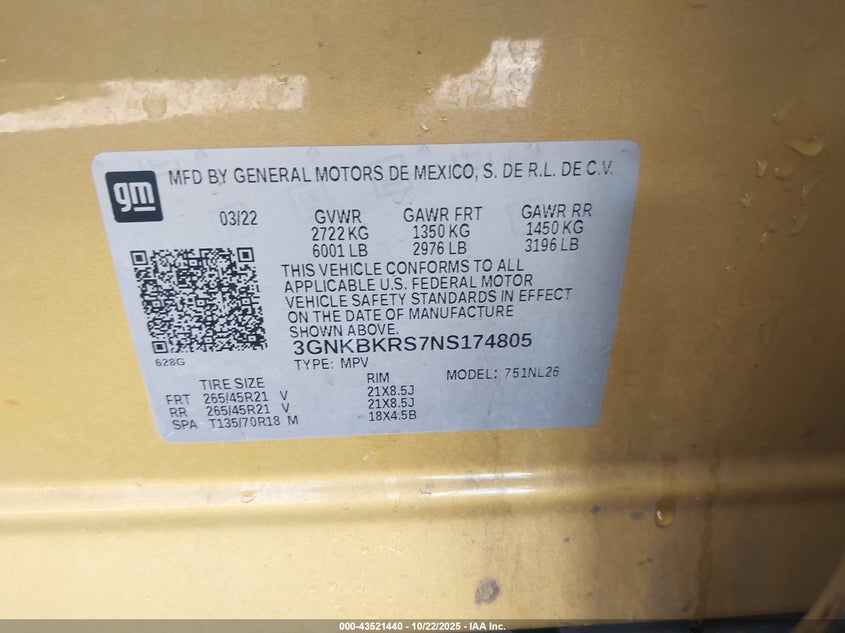 gm
MFD BY GENERAL MOTORS DE MEXICO, S. DE R.L. DE C.V.
03/22 GVWR GAWR FRT GAWR RR
2722 KG 1350 KG 1450 KG
6001 LB 2976 LB 3196 LB
THIS VEHICLE CONFORMS TO ALL
APPLICABLE U.S. FEDERAL MOTOR
VEHICLE SAFETY STANDARDS IN EFFECT
ON THE DATE OF MANUFACTURE
SHOWN ABOVE.
3GNKBKRS7NS174805
628G TYPE: MPV MODEL: 751NL26
TIRE SIZE RIM
FRT 265/45R21 V 21X8.5J
RR 265/45R21 V 21X8.5J
SPA T135/70R18 M 18X4.5B
000-43521440 - 10/22/2025 - IAA Inc.